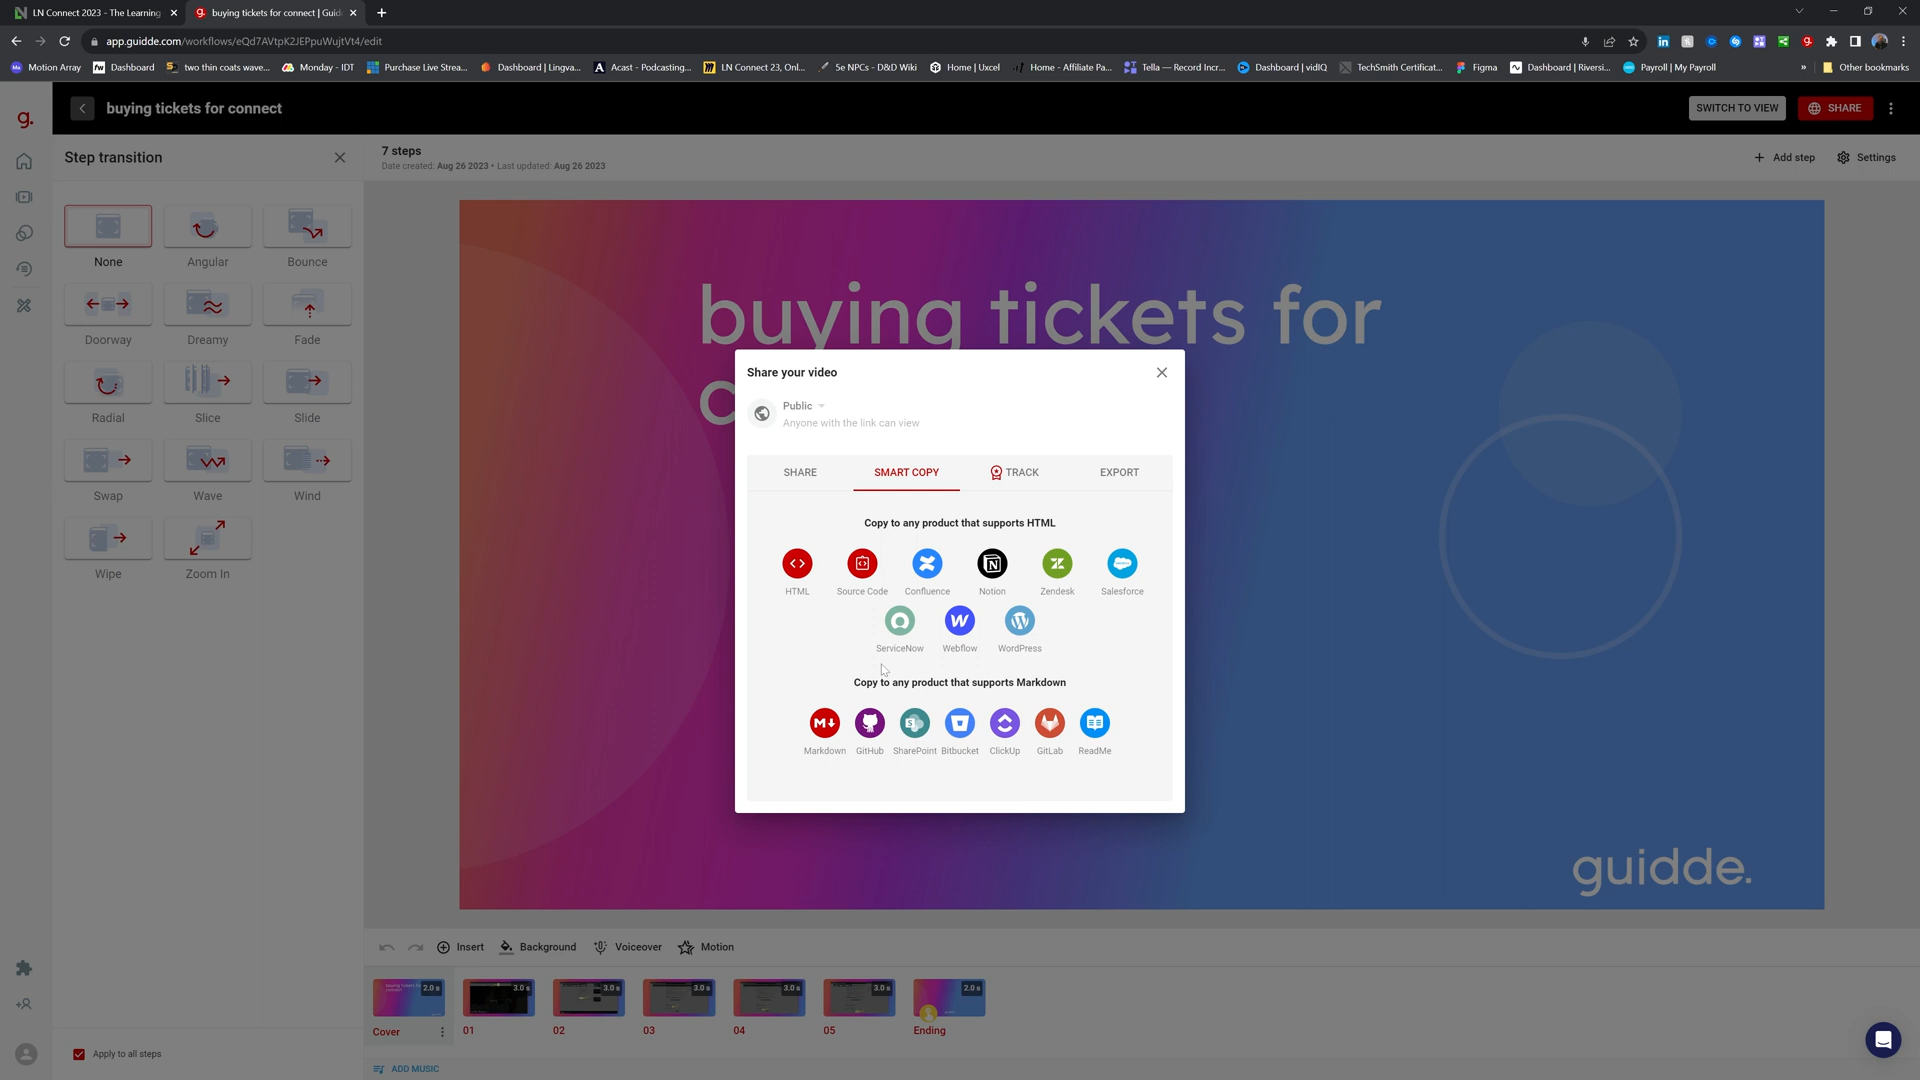 LN Connect 2023 - The Learning
buying tickets for connect | Guid
app.guidde.com/workflows/eQd7AVtpK2JEPpuWujtVt4/edit
Motion Array
Dashboard
two thin coats wave...
Monday - IDT
Purchase Live Strea...
Dashboard | Lingva...
Acast - Podcasting...
LN Connect 23, Onl...
5e NPCs - D&D Wiki
Home | Uxcel
Home - Affiliate Pa...
Tella — Record Incr...
Dashboard | vidIQ
TechSmith Certificat...
Figma
Dashboard | Riversi...
Payroll | My Payroll
»
Other bookmarks
g.
buying tickets for connect
SWITCH TO VIEW
SHARE
Step transition
7 steps
Date created: Aug 26 2023 • Last updated: Aug 26 2023
Add step
Settings
None
Angular
Bounce
Doorway
Dreamy
Fade
Radial
Slice
Slide
Swap
Wave
Wind
Wipe
Zoom In
Apply to all steps
buying tickets for
c
guidde.
Share your video
Public
Anyone with the link can view
SHARE
SMART COPY
TRACK
EXPORT
Copy to any product that supports HTML
HTML
Source Code
Confluence
Notion
Zendesk
Salesforce
ServiceNow
Webflow
WordPress
Copy to any product that supports Markdown
Markdown
GitHub
SharePoint
Bitbucket
ClickUp
GitLab
ReadMe
Insert
Background
Voiceover
Motion
2.0 s
3.0 s
3.0 s
3.0 s
3.0 s
3.0 s
2.0 s
Cover
01
02
03
04
05
Ending
ADD MUSIC